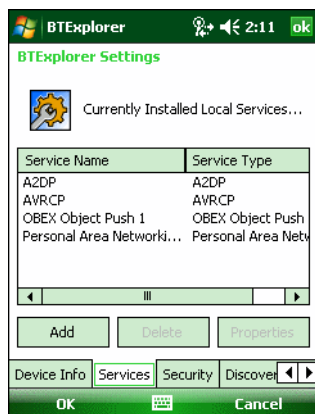 BTExplorer 2:11 ok
BTExplorer Settings
Currently Installed Local Services...
Service Name Service Type
A2DP A2DP
AVRCP AVRCP
OBEX Object Push 1 OBEX Object Push
Personal Area Networki... Personal Area Netw
Add Delete Properties
Device Info Services Security Discover
OK Cancel